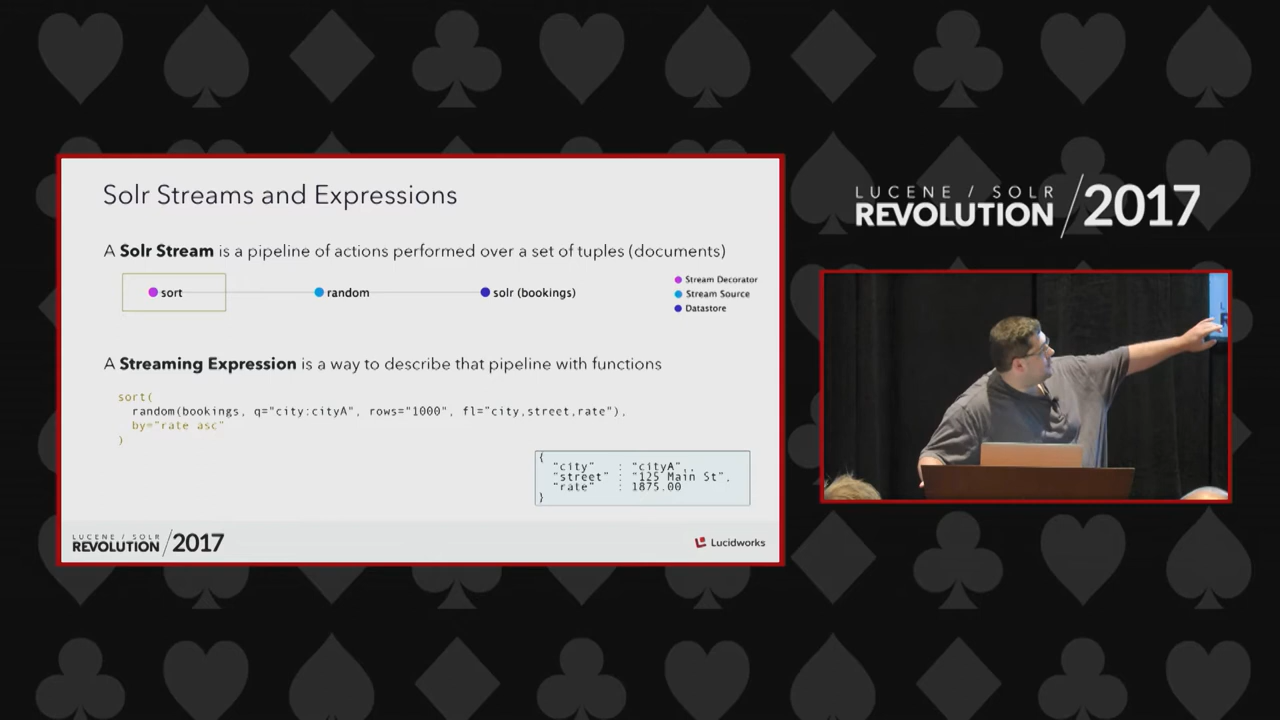 Solr Streams and Expressions
A Solr Stream is a pipeline of actions performed over a set of tuples (documents)
sort
random
solr (bookings)
Stream Decorator
Stream Source
Datastore
A Streaming Expression is a way to describe that pipeline with functions
sort(
random(bookings, q="city:cityA", rows="1000", fl="city,street,rate"),
by="rate asc"
)
{
"city" : "cityA",
"street" : "125 Main St",
"rate" : 1875.00
}
LUCENE / SOLR
REVOLUTION /2017
Lucidworks
LUCENE / SOLR
REVOLUTION /2017